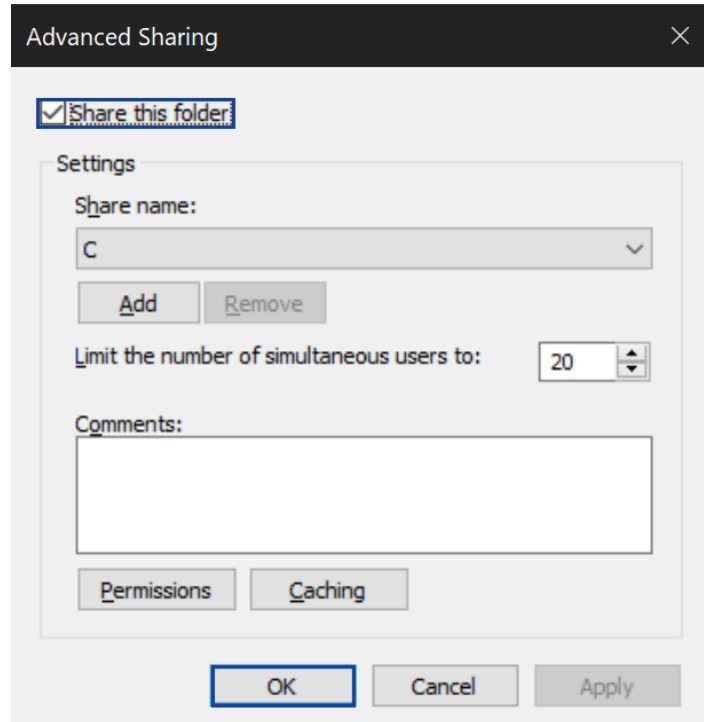 Advanced Sharing
Share this folder
Settings
Share name:
C
Add Remove
Limit the number of simultaneous users to: 20
Comments:
Permissions Caching
OK Cancel Apply